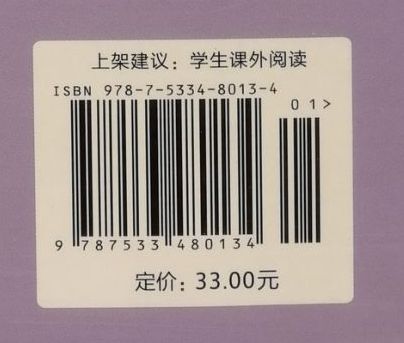 上架建议：学生课外阅读
ISBN 978-7-5334-8013-4
01>
9 787533 480134
定价：33.00元